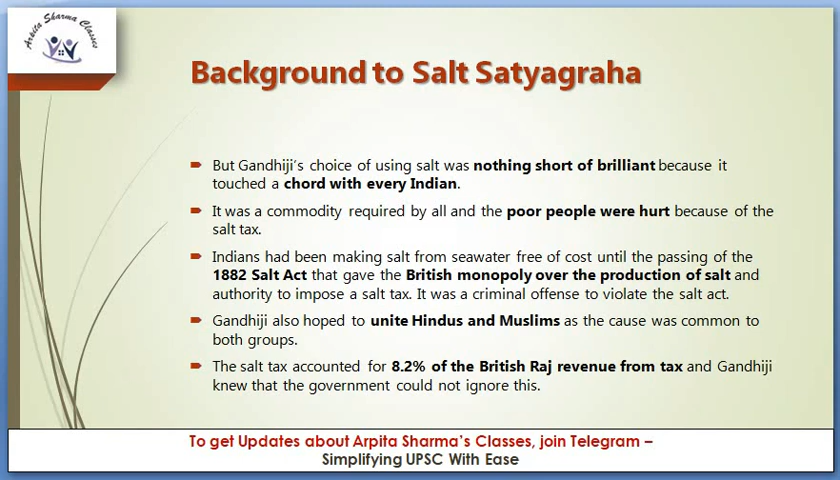 Arpita Sharma Classes
Background to Salt Satyagraha
But Gandhiji's choice of using salt was nothing short of brilliant because it
touched a chord with every Indian.
It was a commodity required by all and the poor people were hurt because of the
salt tax.
Indians had been making salt from seawater free of cost until the passing of the
1882 Salt Act that gave the British monopoly over the production of salt and
authority to impose a salt tax. It was a criminal offense to violate the salt act.
Gandhiji also hoped to unite Hindus and Muslims as the cause was common to
both groups.
The salt tax accounted for 8.2% of the British Raj revenue from tax and Gandhiji
knew that the government could not ignore this.
To get Updates about Arpita Sharma's Classes, join Telegram –
Simplifying UPSC With Ease